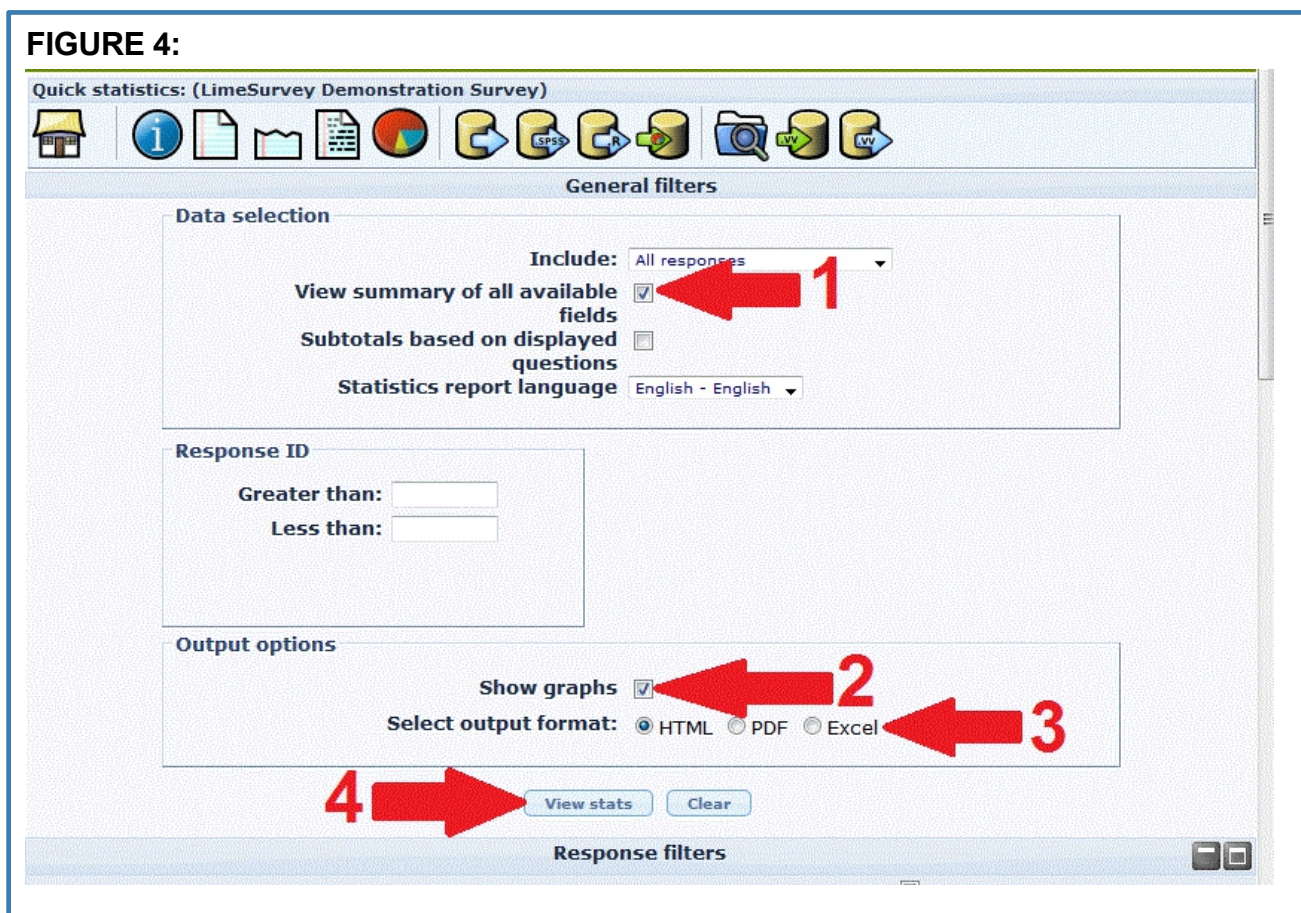 FIGURE 4:
Quick statistics: (LimeSurvey Demonstration Survey)
i .SPSS .R .VV .VV
General filters
Data selection
Include: All responses
1
View summary of all available
fields
Subtotals based on displayed
questions
Statistics report language English - English
Response ID
Greater than:
Less than:
Output options
Show graphs 2
Select output format: HTML PDF Excel 3
4 View stats Clear
Response filters